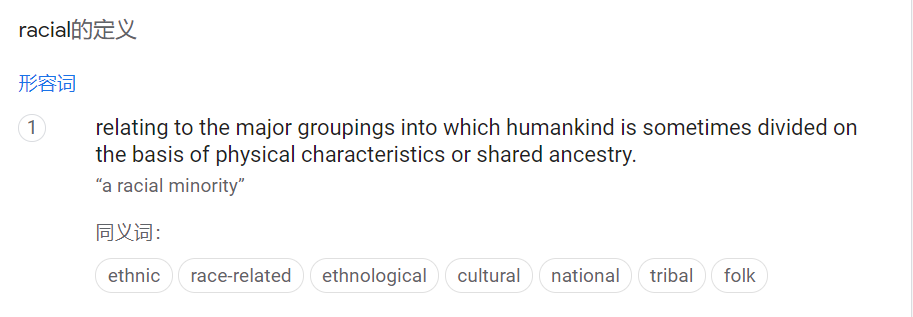 racial的定义
形容词
1
relating to the major groupings into which humankind is sometimes divided on
the basis of physical characteristics or shared ancestry.
“a racial minority”
同义词：
ethnic race-related ethnological cultural national tribal folk